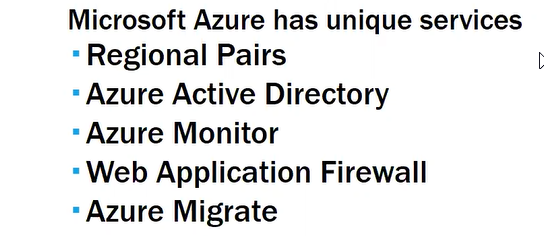 Microsoft Azure has unique services
▪ Regional Pairs
▪ Azure Active Directory
▪ Azure Monitor
▪ Web Application Firewall
▪ Azure Migrate